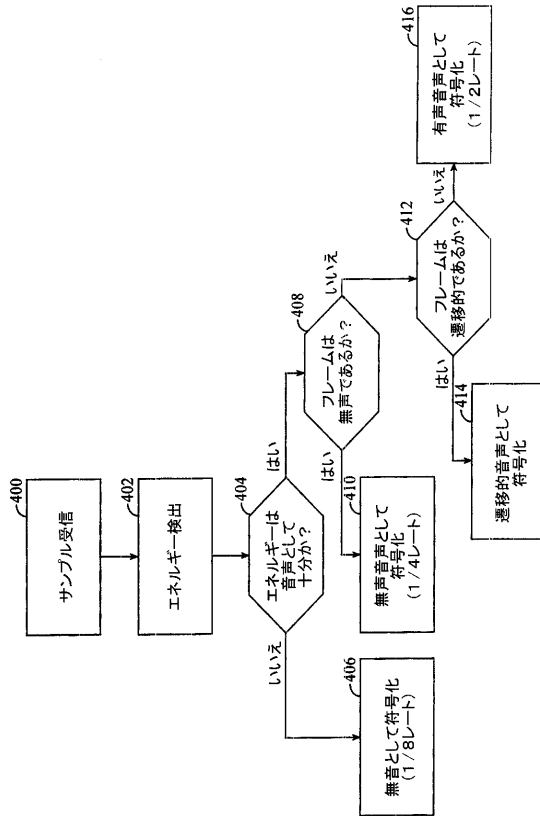 400
サンプル受信
402
エネルギー検出
404
エネルギーは
音声として
十分か?
いいえ
はい
406
無音として符号化
(1/8レート)
408
フレームは
無声であるか?
はい
いいえ
410
無声音声として
符号化
(1/4レート)
412
フレームは
遷移的であるか?
はい
いいえ
414
遷移的音声として
符号化
416
有声音声として
符号化
(1/2レート)